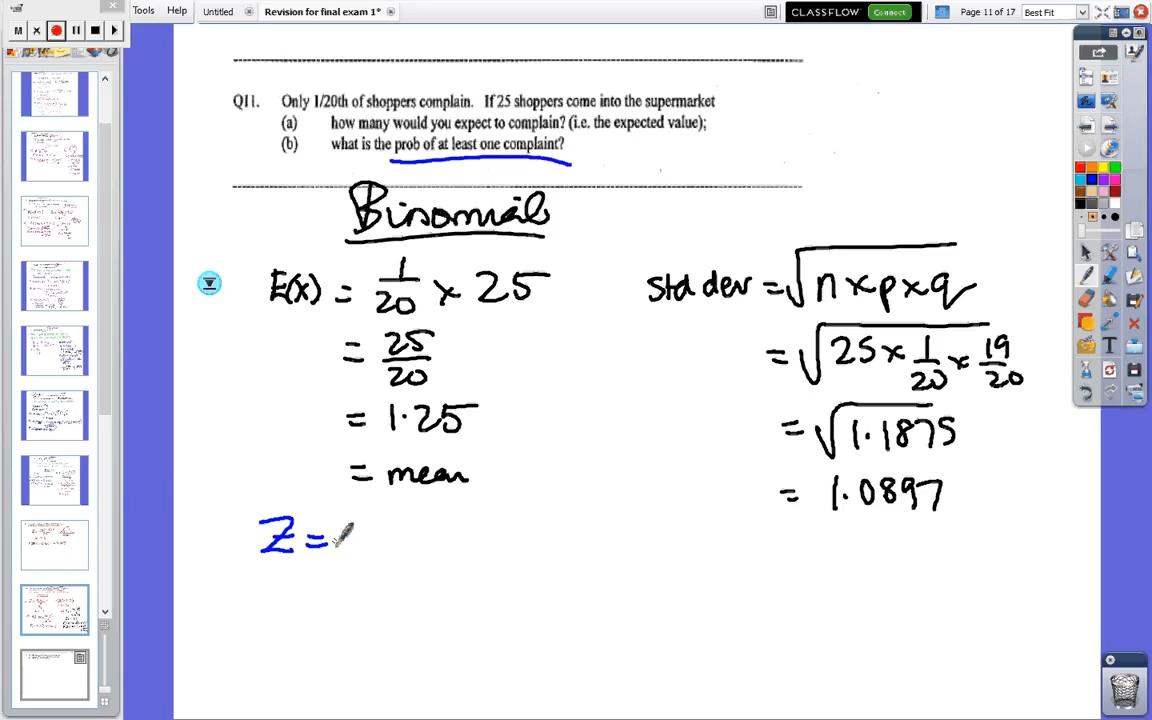 M
Tools
Help
Untitled
Revision for final exam 1*
CLASSFLOW
Connect
Page 11 of 17
Best Fit
Q11. Only 1/20th of shoppers complain. If 25 shoppers come into the supermarket
(a) how many would you expect to complain? (i.e. the expected value);
(b) what is the prob of at least one complaint?
Binomial
E(x) = 1/20 × 25
= 25/20
= 1.25
= mean
std dev = √n×p×q
= √25 × 1/20 × 19/20
= √1.1875
= 1.0897
Z =